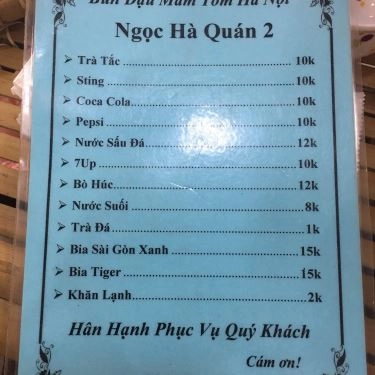 Bún Đậu Mắm Tôm Hà Nội
Ngọc Hà Quán 2
➢ Trà Tắc 10k
➢ Sting 10k
➢ Coca Cola 10k
➢ Pepsi 10k
➢ Nước Sấu Đá 12k
➢ 7Up 10k
➢ Bò Húc 12k
➢ Nước Suối 8k
➢ Trà Đá 1k
➢ Bia Sài Gòn Xanh 15k
➢ Bia Tiger 15k
➢ Khăn Lạnh 2k
Hân Hạnh Phục Vụ Quý Khách
Cám ơn!